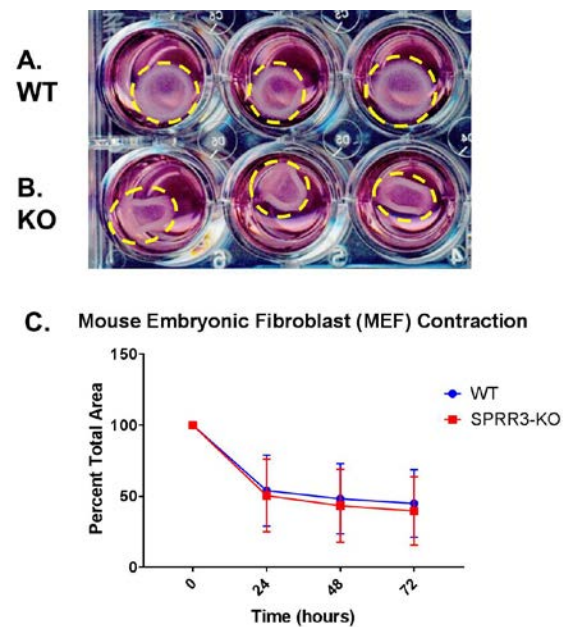 A.
WT
B.
KO
C. Mouse Embryonic Fibroblast (MEF) Contraction
150
100
50
0
Percent Total Area
0 24 48 72
Time (hours)
WT
SPRR3-KO